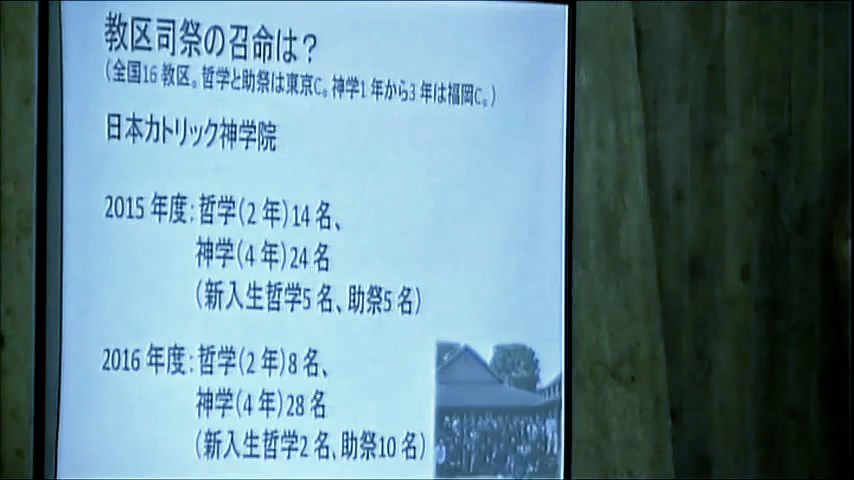 教区司祭の召命は？
（全国16教区。哲学と助祭は東京C。神学1年から3年は福岡C。）
日本カトリック神学院
2015年度：哲学（2年）14名、
神学（4年）24名
（新入生哲学5名、助祭5名）
2016年度：哲学（2年）8名、
神学（4年）28名
（新入生哲学2名、助祭10名）